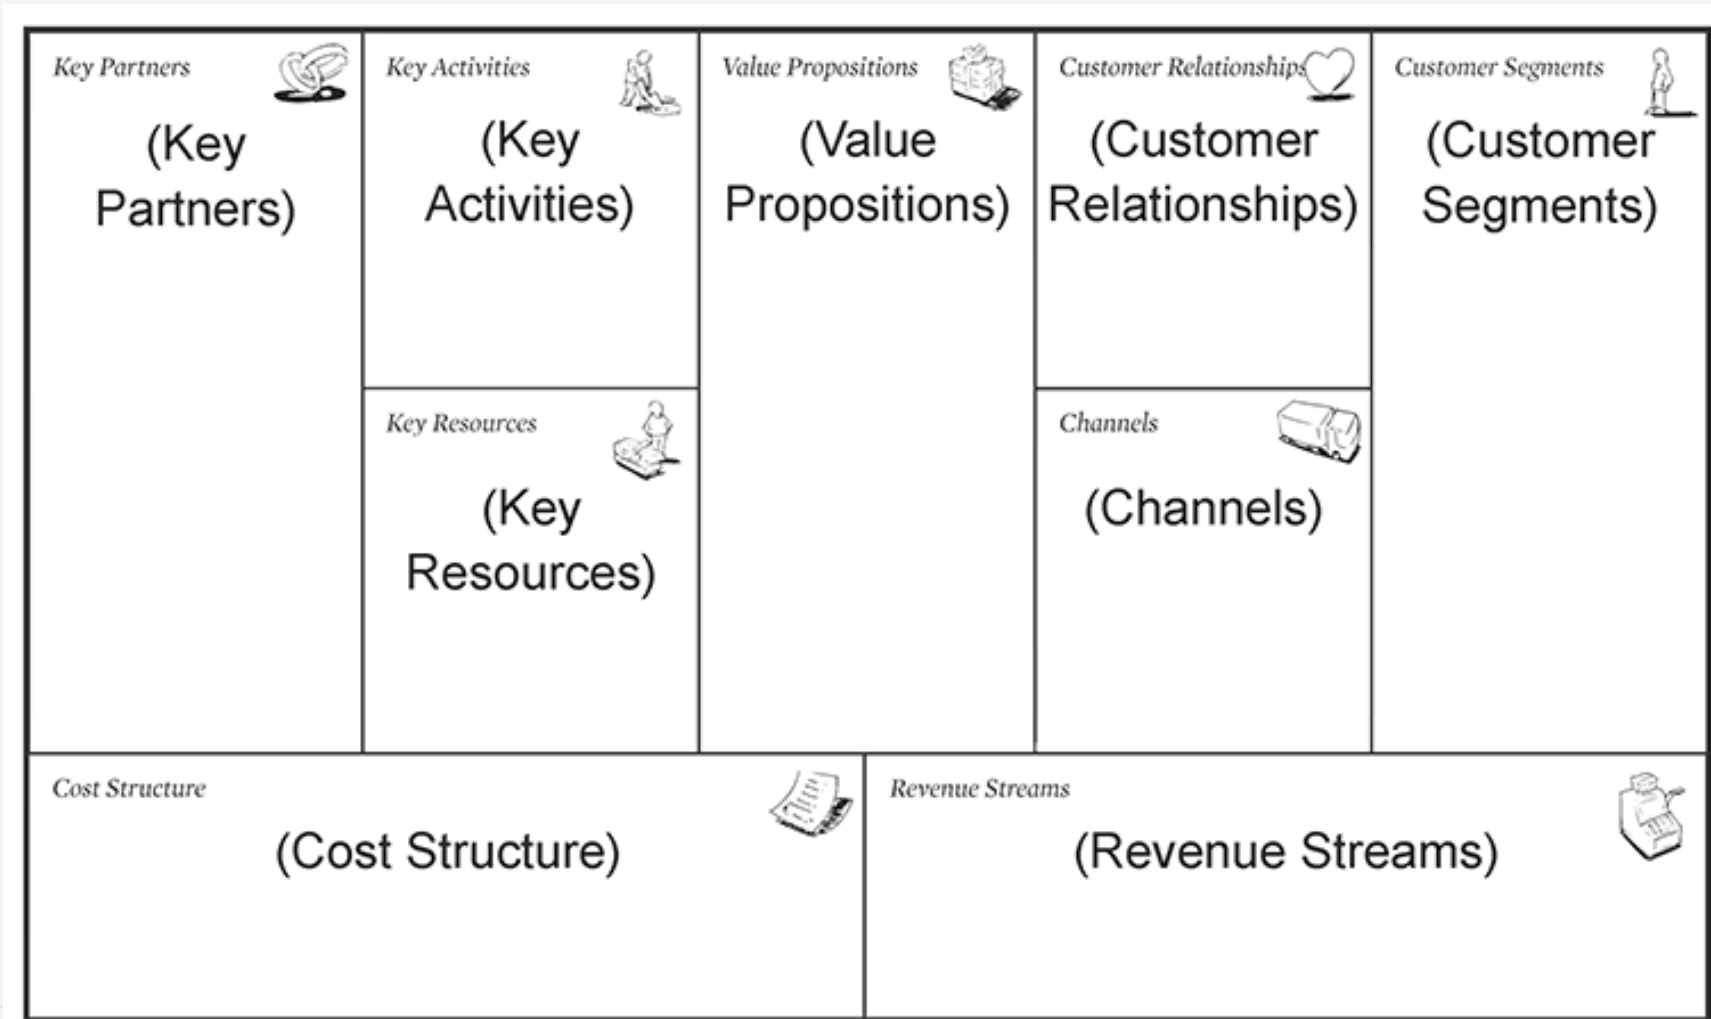 Key Partners
(Key
Partners)
Key Activities
(Key
Activities)
Key Resources
(Key
Resources)
Value Propositions
(Value
Propositions)
Customer Relationships
(Customer
Relationships)
Channels
(Channels)
Customer Segments
(Customer
Segments)
Cost Structure
(Cost Structure)
Revenue Streams
(Revenue Streams)